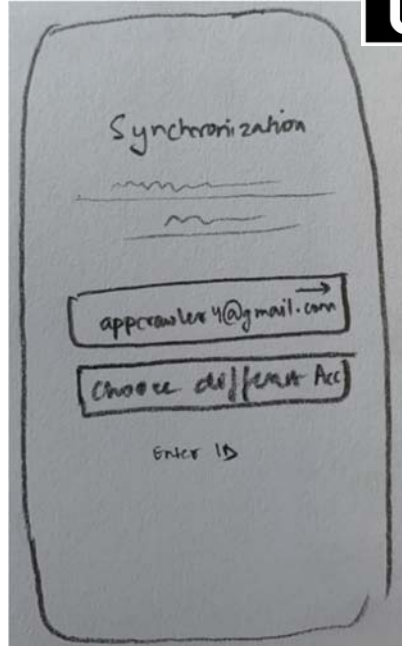 Synchronization
appcrawler4@gmail.com
Choose different Acc
Enter ID